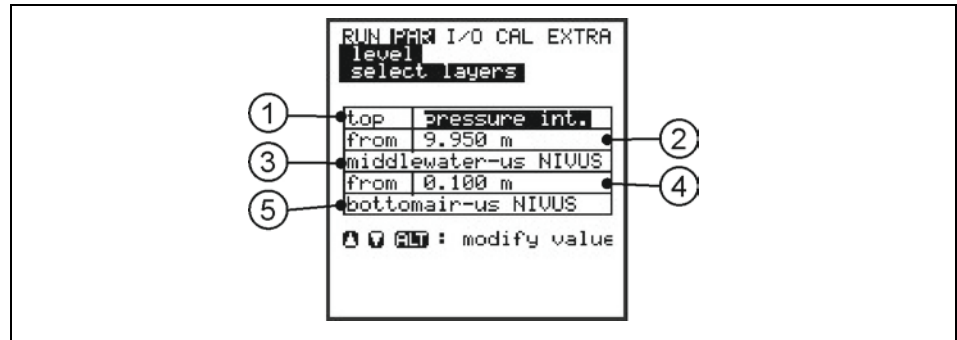 RUN PAR I/O CAL EXTRA
level
select layers
1
top pressure int.
from 9.950 m
2
3
middlewater-us NIVUS
from 0.100 m
4
5
bottomair-us NIVUS
ALT : modify value